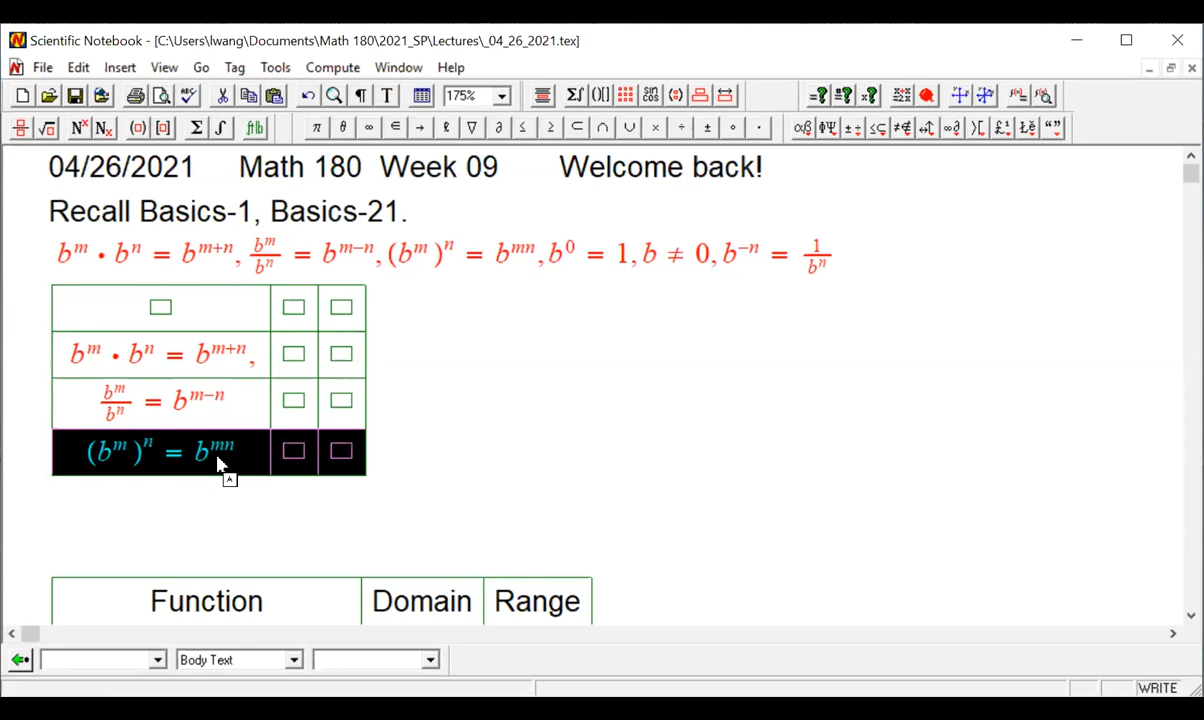 Scientific Notebook - [C:\Users\lwang\Documents\Math 180\2021_SP\Lectures\_04_26_2021.tex]
File Edit Insert View Go Tag Tools Compute Window Help
175%
04/26/2021 Math 180 Week 09 Welcome back!
Recall Basics-1, Basics-21.
b^m · b^n = b^{m+n}, b^m/b^n = b^{m−n}, (b^m)^n = b^{mn}, b^0 = 1, b ≠ 0, b^{−n} = 1/b^n
b^m · b^n = b^{m+n},
b^m/b^n = b^{m−n}
(b^m)^n = b^{mn}
Function Domain Range
Body Text
WRITE